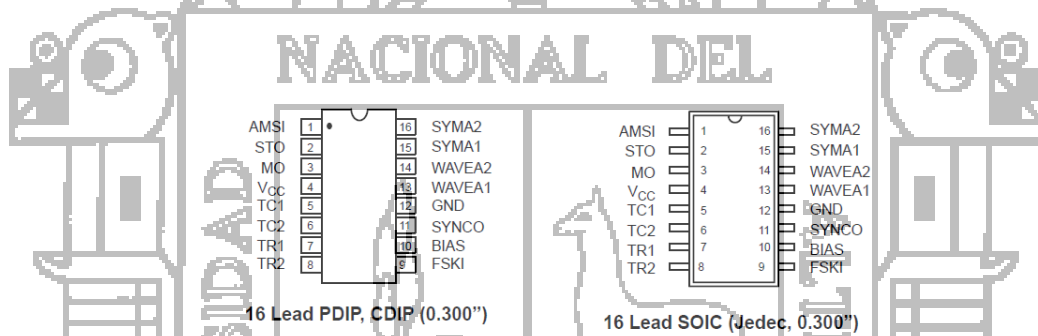 NACIONAL DEL
SIDAD
AMSI 1 16 SYMA2
STO 2 15 SYMA1
MO 3 14 WAVEA2
VCC 4 13 WAVEA1
TC1 5 12 GND
TC2 6 11 SYNCO
TR1 7 10 BIAS
TR2 8 9 FSKI
16 Lead PDIP, CDIP (0.300”)
AMSI 1 16 SYMA2
STO 2 15 SYMA1
MO 3 14 WAVEA2
VCC 4 13 WAVEA1
TC1 5 12 GND
TC2 6 11 SYNCO
TR1 7 10 BIAS
TR2 8 9 FSKI
16 Lead SOIC (Jedec, 0.300”)